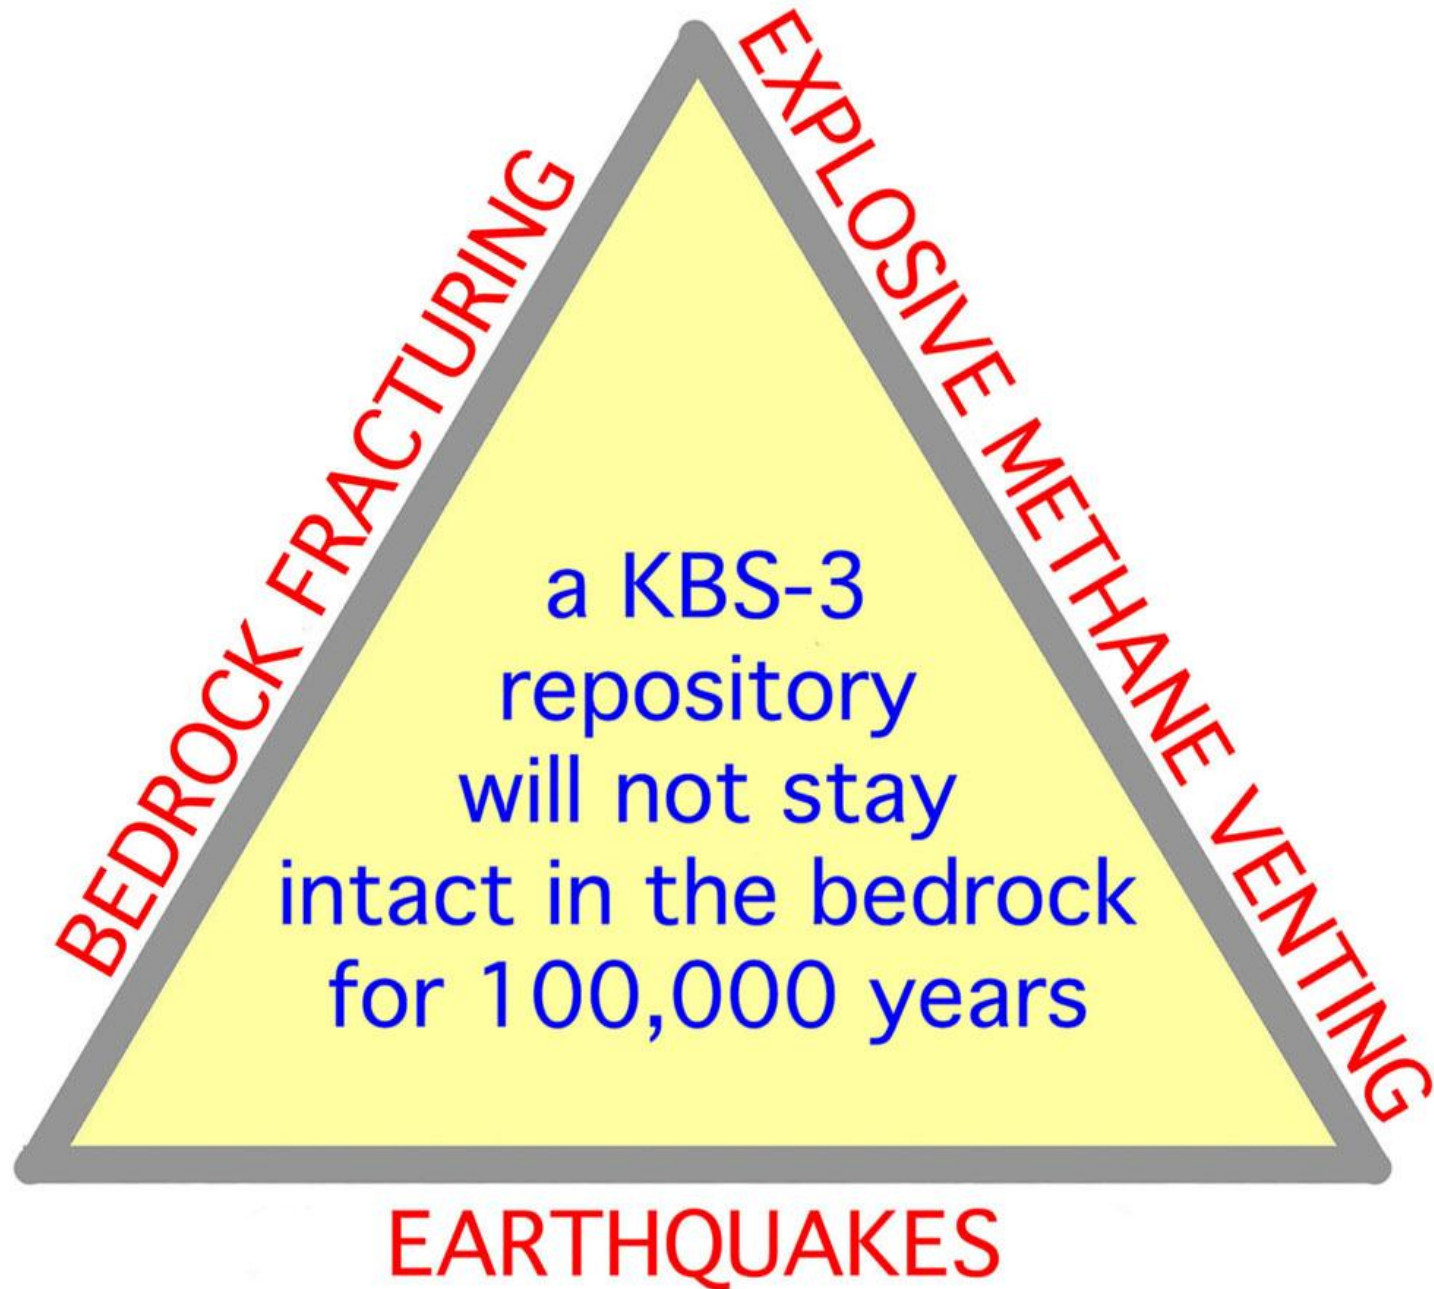 BEDROCK FRACTURING
EXPLOSIVE METHANE VENTING
a KBS-3
repository
will not stay
intact in the bedrock
for 100,000 years
EARTHQUAKES